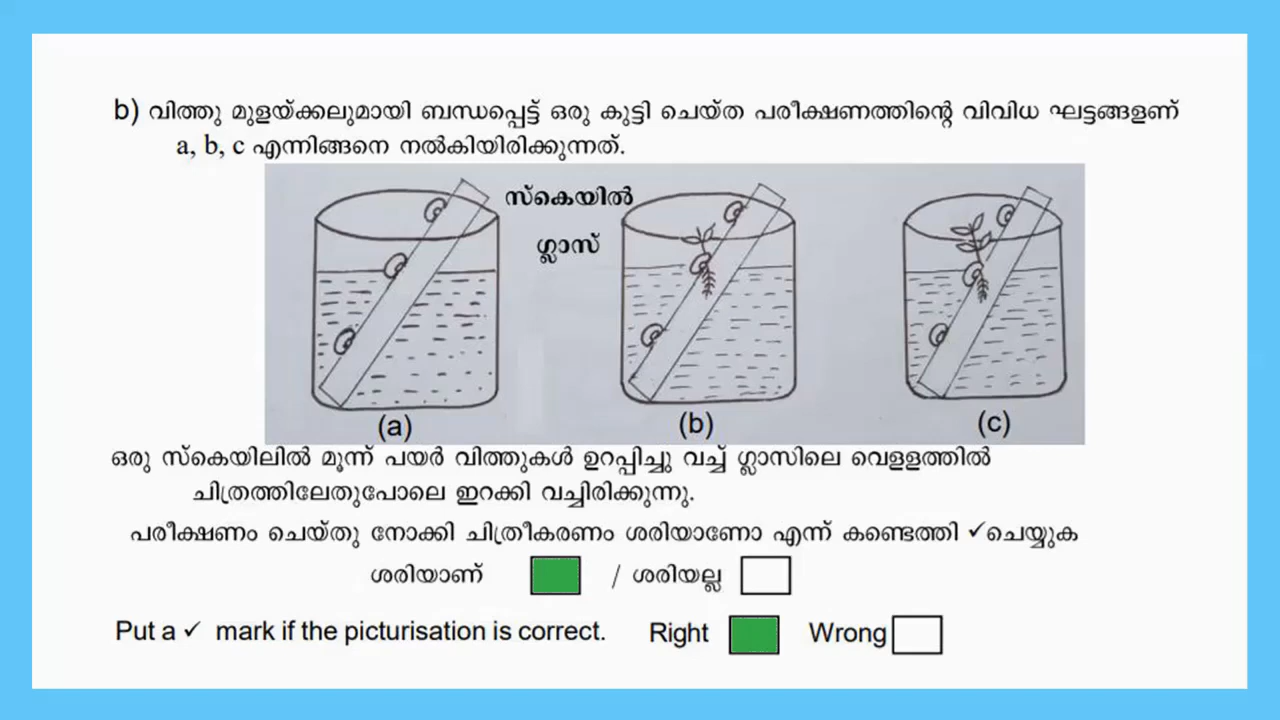 b) വിത്തു മുളയ്ക്കലുമായി ബന്ധപ്പെട്ട് ഒരു കുട്ടി ചെയ്ത പരീക്ഷണത്തിന്റെ വിവിധ ഘട്ടങ്ങളണ്
a, b, c എന്നിങ്ങനെ നൽകിയിരിക്കുന്നത്.
സ്കെയിൽ
ഗ്ലാസ്
(a) (b) (c)
ഒരു സ്കെയിലിൽ മൂന്ന് പയർ വിത്തുകൾ ഉറപ്പിച്ചു വച്ച് ഗ്ലാസിലെ വെളളത്തിൽ
ചിത്രത്തിലേതുപോലെ ഇറക്കി വച്ചിരിക്കുന്നു.
പരീക്ഷണം ചെയ്തു നോക്കി ചിത്രീകരണം ശരിയാണോ എന്ന് കണ്ടെത്തി ✓ചെയ്യുക
ശരിയാണ് / ശരിയല്ല
Put a ✓ mark if the picturisation is correct. Right Wrong